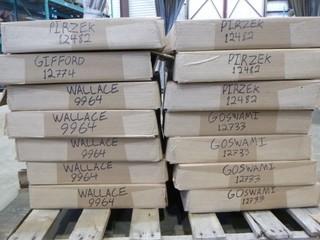 PIRZEK
12482
GIFFORD
12774
WALLACE
9964
WALLACE
9964
WALLACE
9964
WALLACE
9964
WALLACE
9964
PIRZEK
12482
PIRZEK
12482
PIRZEK
12482
GOSWAMI
12733
GOSWAMI
12733
GOSWAMI
12733
GOSWAMI
12733